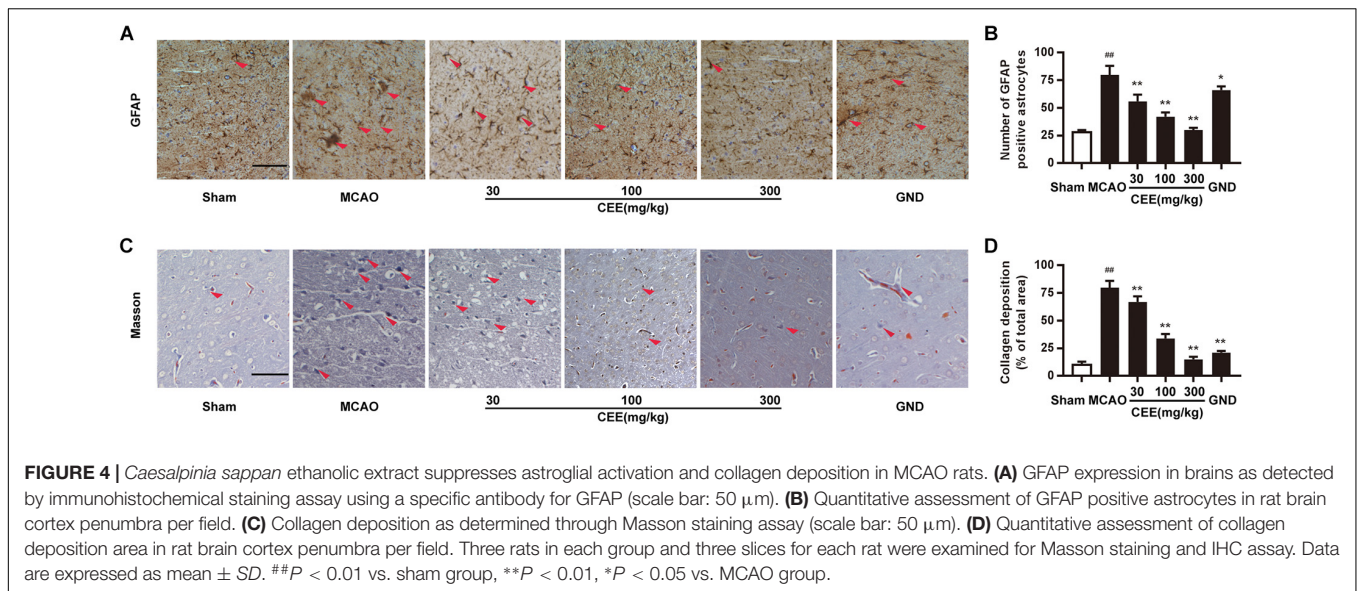 A
GFAP
Sham
MCAO
30
100
300
CEE(mg/kg)
GND
B
Number of GFAP
positive astrocytes
100
75
50
25
0
##
**
**
**
*
Sham MCAO 30 100 300 GND
CEE(mg/kg)
C
Masson
Sham
MCAO
30
100
300
CEE(mg/kg)
GND
D
Collagen deposition
(% of total area)
100
75
50
25
0
##
**
**
**
**
Sham MCAO 30 100 300 GND
CEE(mg/kg)
FIGURE 4 | Caesalpinia sappan ethanolic extract suppresses astroglial activation and collagen deposition in MCAO rats. (A) GFAP expression in brains as detected
by immunohistochemical staining assay using a specific antibody for GFAP (scale bar: 50 μm). (B) Quantitative assessment of GFAP positive astrocytes in rat brain
cortex penumbra per field. (C) Collagen deposition as determined through Masson staining assay (scale bar: 50 μm). (D) Quantitative assessment of collagen
deposition area in rat brain cortex penumbra per field. Three rats in each group and three slices for each rat were examined for Masson staining and IHC assay. Data
are expressed as mean ± SD. ##P < 0.01 vs. sham group, **P < 0.01, *P < 0.05 vs. MCAO group.